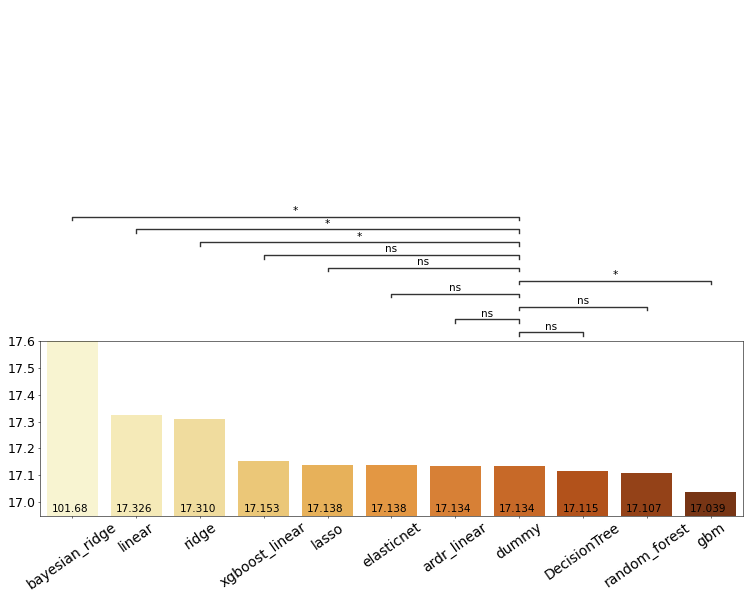 *
*
*
ns
ns
*
ns
ns
ns
ns
17.6
17.5
17.4
17.3
17.2
17.1
17.0
101.68 17.326 17.310 17.153 17.138 17.138 17.134 17.134 17.115 17.107 17.039
bayesian_ridge linear ridge xgboost_linear lasso elasticnet ardr_linear dummy DecisionTree random_forest gbm